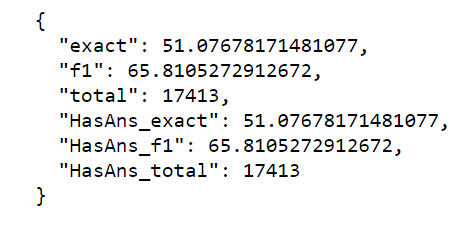 {
"exact": 51.07678171481077,
"f1": 65.8105272912672,
"total": 17413,
"HasAns_exact": 51.07678171481077,
"HasAns_f1": 65.8105272912672,
"HasAns_total": 17413
}